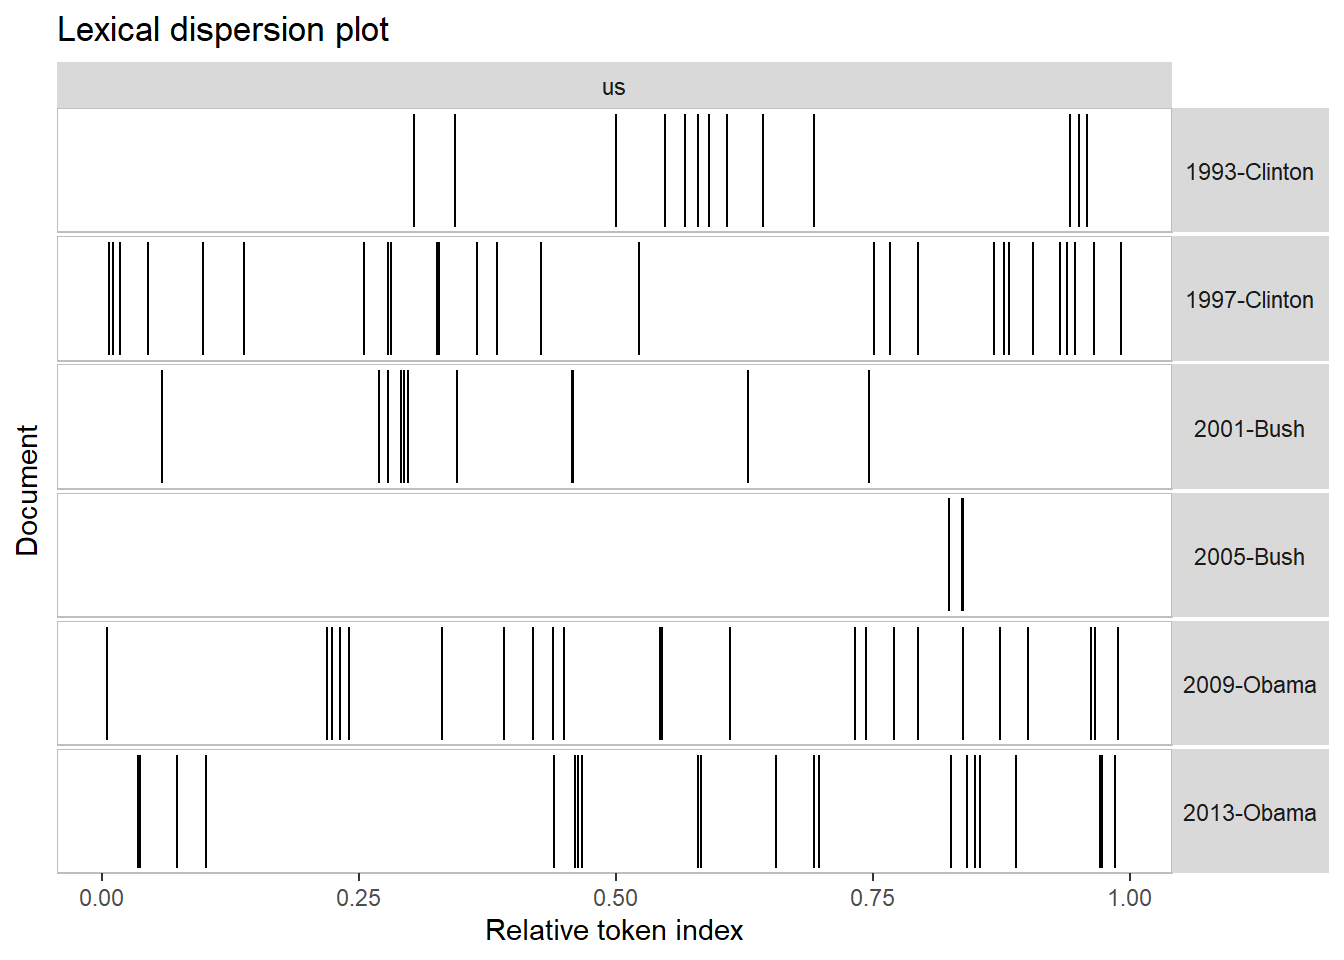 Lexical dispersion plot
us
1993-Clinton
1997-Clinton
2001-Bush
2005-Bush
2009-Obama
2013-Obama
Document
0.00 0.25 0.50 0.75 1.00
Relative token index